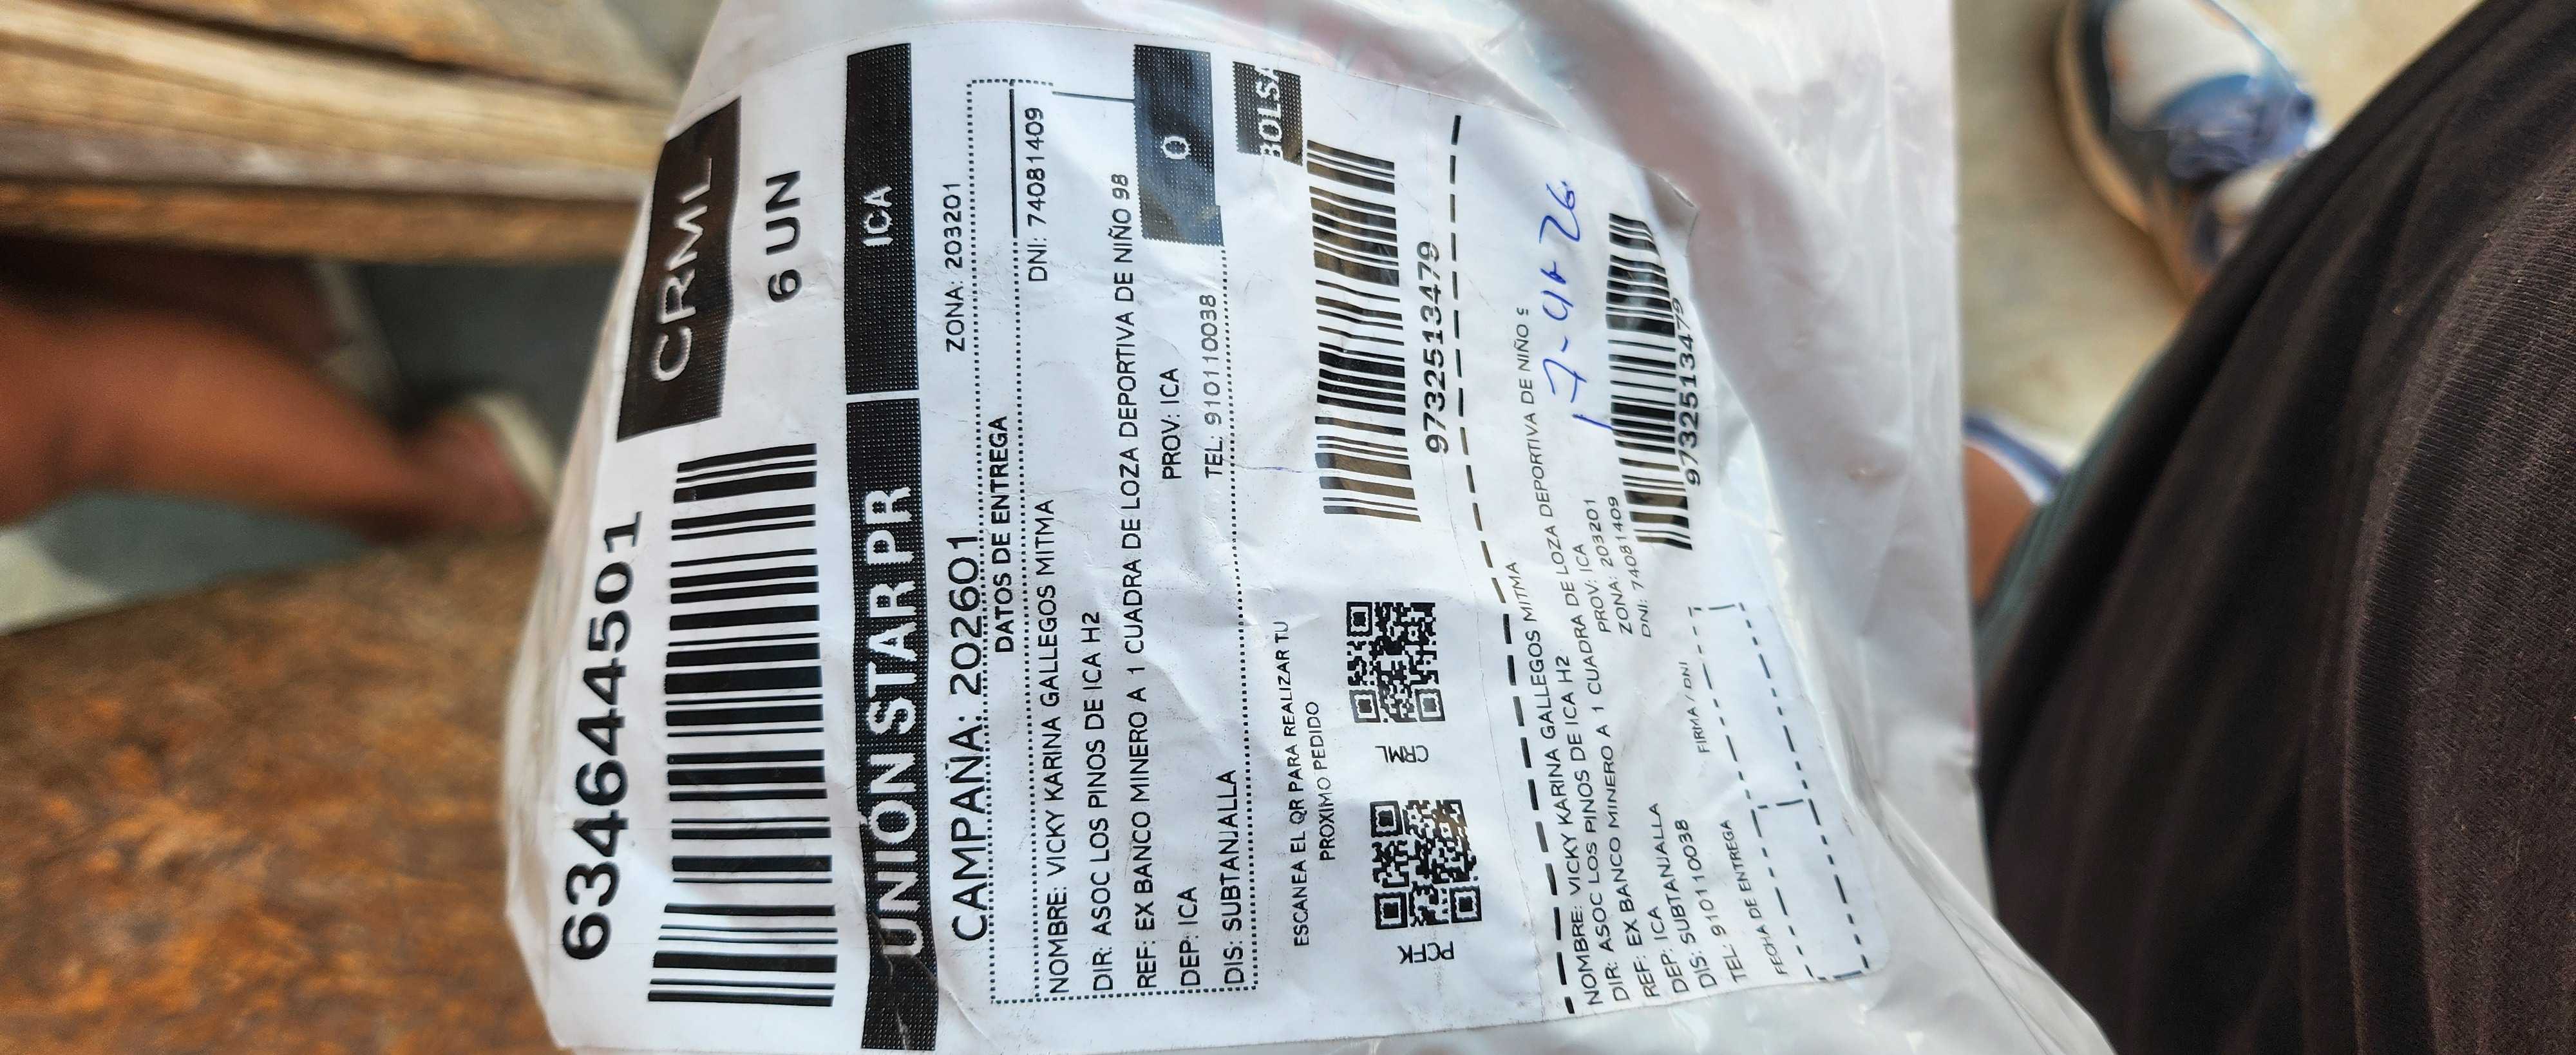 6346444501
CRML
6 UN
UNIÓN STAR PR
ICA
CAMPAÑA: 202601
ZONA: 203201
DATOS DE ENTREGA
NOMBRE: VICKY KARINA GALLEGOS MITMA
DNI: 74081409
DIR: ASOC LOS PINOS DE ICA H2
REF: EX BANCO MINERO A 1 CUADRA DE LOZA DEPORTIVA DE NIÑO 98
DEP: ICA
PROV: ICA
0
DIS: SUBTANJALLA
TEL: 910110038
BOLSA
ESCANEA EL QR PARA REALIZAR TU
PROXIMO PEDIDO
PCFK
CRML
9732513479
NOMBRE: VICKY KARINA GALLEGOS MITMA
DIR: ASOC LOS PINOS DE ICA H2
REF: EX BANCO MINERO A 1 CUADRA DE LOZA DEPORTIVA DE NIÑO
DEP: ICA
PROV: ICA
DIS: SUBTANJALLA
ZONA: 203201
TEL: 910110038
DNI: 74081409
9732513479
FECHA DE ENTREGA
FIRMA / DNI